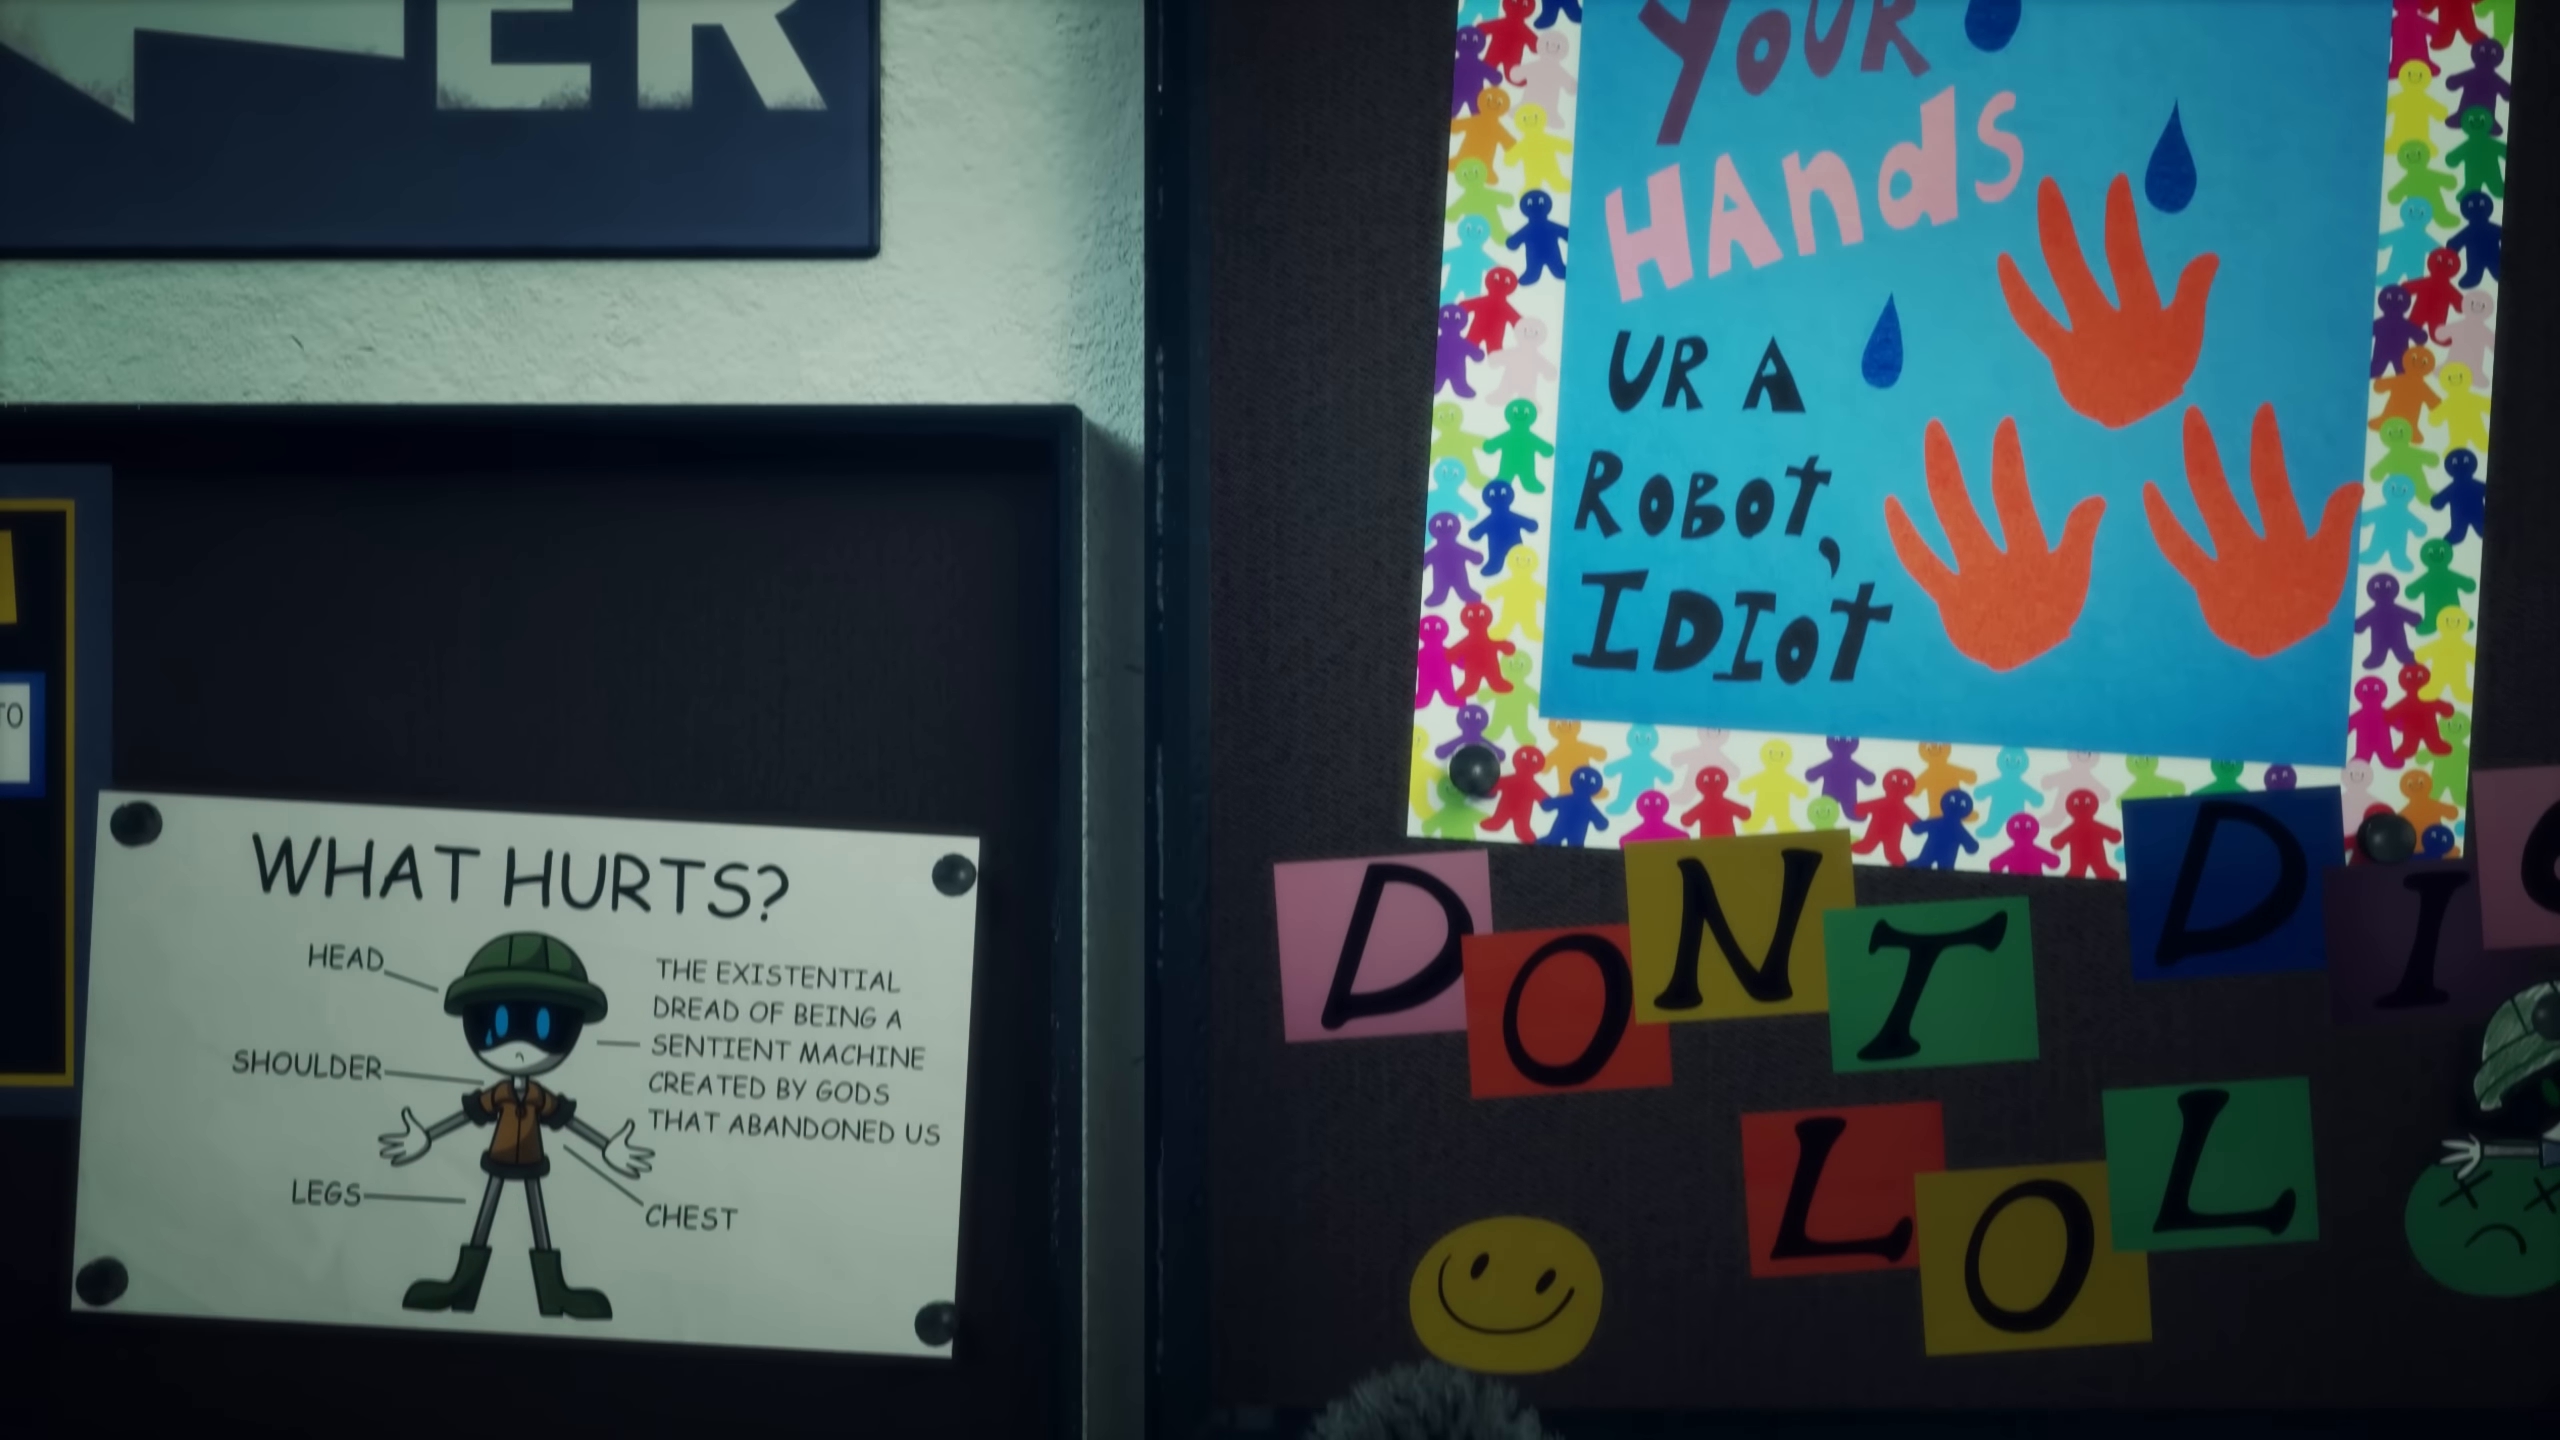 ER
TO
WHAT HURTS?
HEAD
THE EXISTENTIAL
DREAD OF BEING A
SENTIENT MACHINE
CREATED BY GODS
THAT ABANDONED US
SHOULDER
LEGS
CHEST
YOUR
HAndS
UR A
ROBOT,
IDIOT
DONT DI
LOL